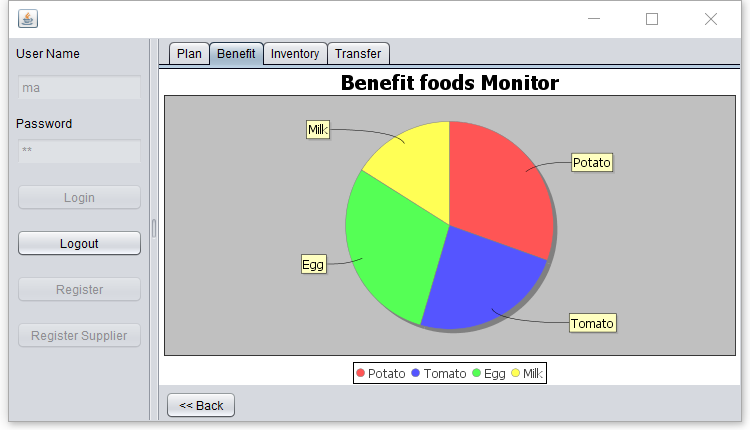 User Name
ma
Password
**
Login
Logout
Register
Register Supplier
Plan Benefit Inventory Transfer
Benefit foods Monitor
Milk
Potato
Egg
Tomato
Potato Tomato Egg Milk
<< Back